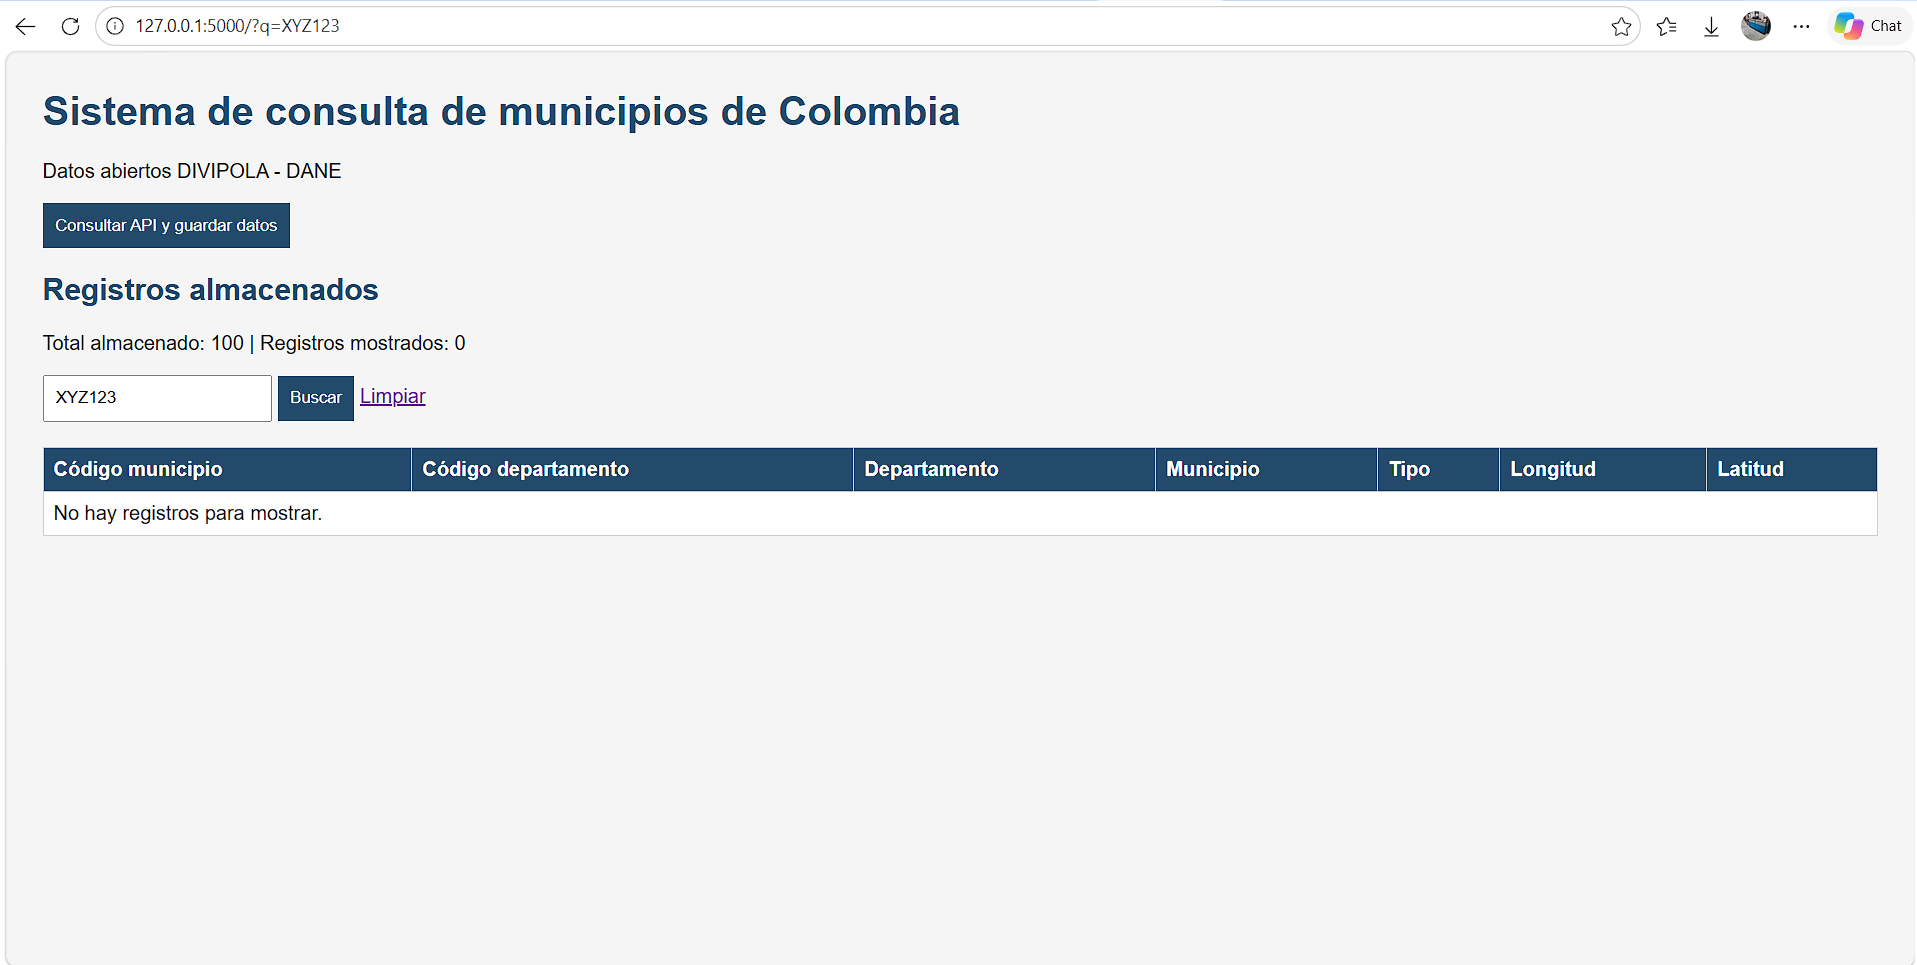 127.0.0.1:5000/?q=XYZ123
Chat
Sistema de consulta de municipios de Colombia
Datos abiertos DIVIPOLA - DANE
Consultar API y guardar datos
Registros almacenados
Total almacenado: 100 | Registros mostrados: 0
XYZ123 Buscar Limpiar
Código municipio Código departamento Departamento Municipio Tipo Longitud Latitud
No hay registros para mostrar.